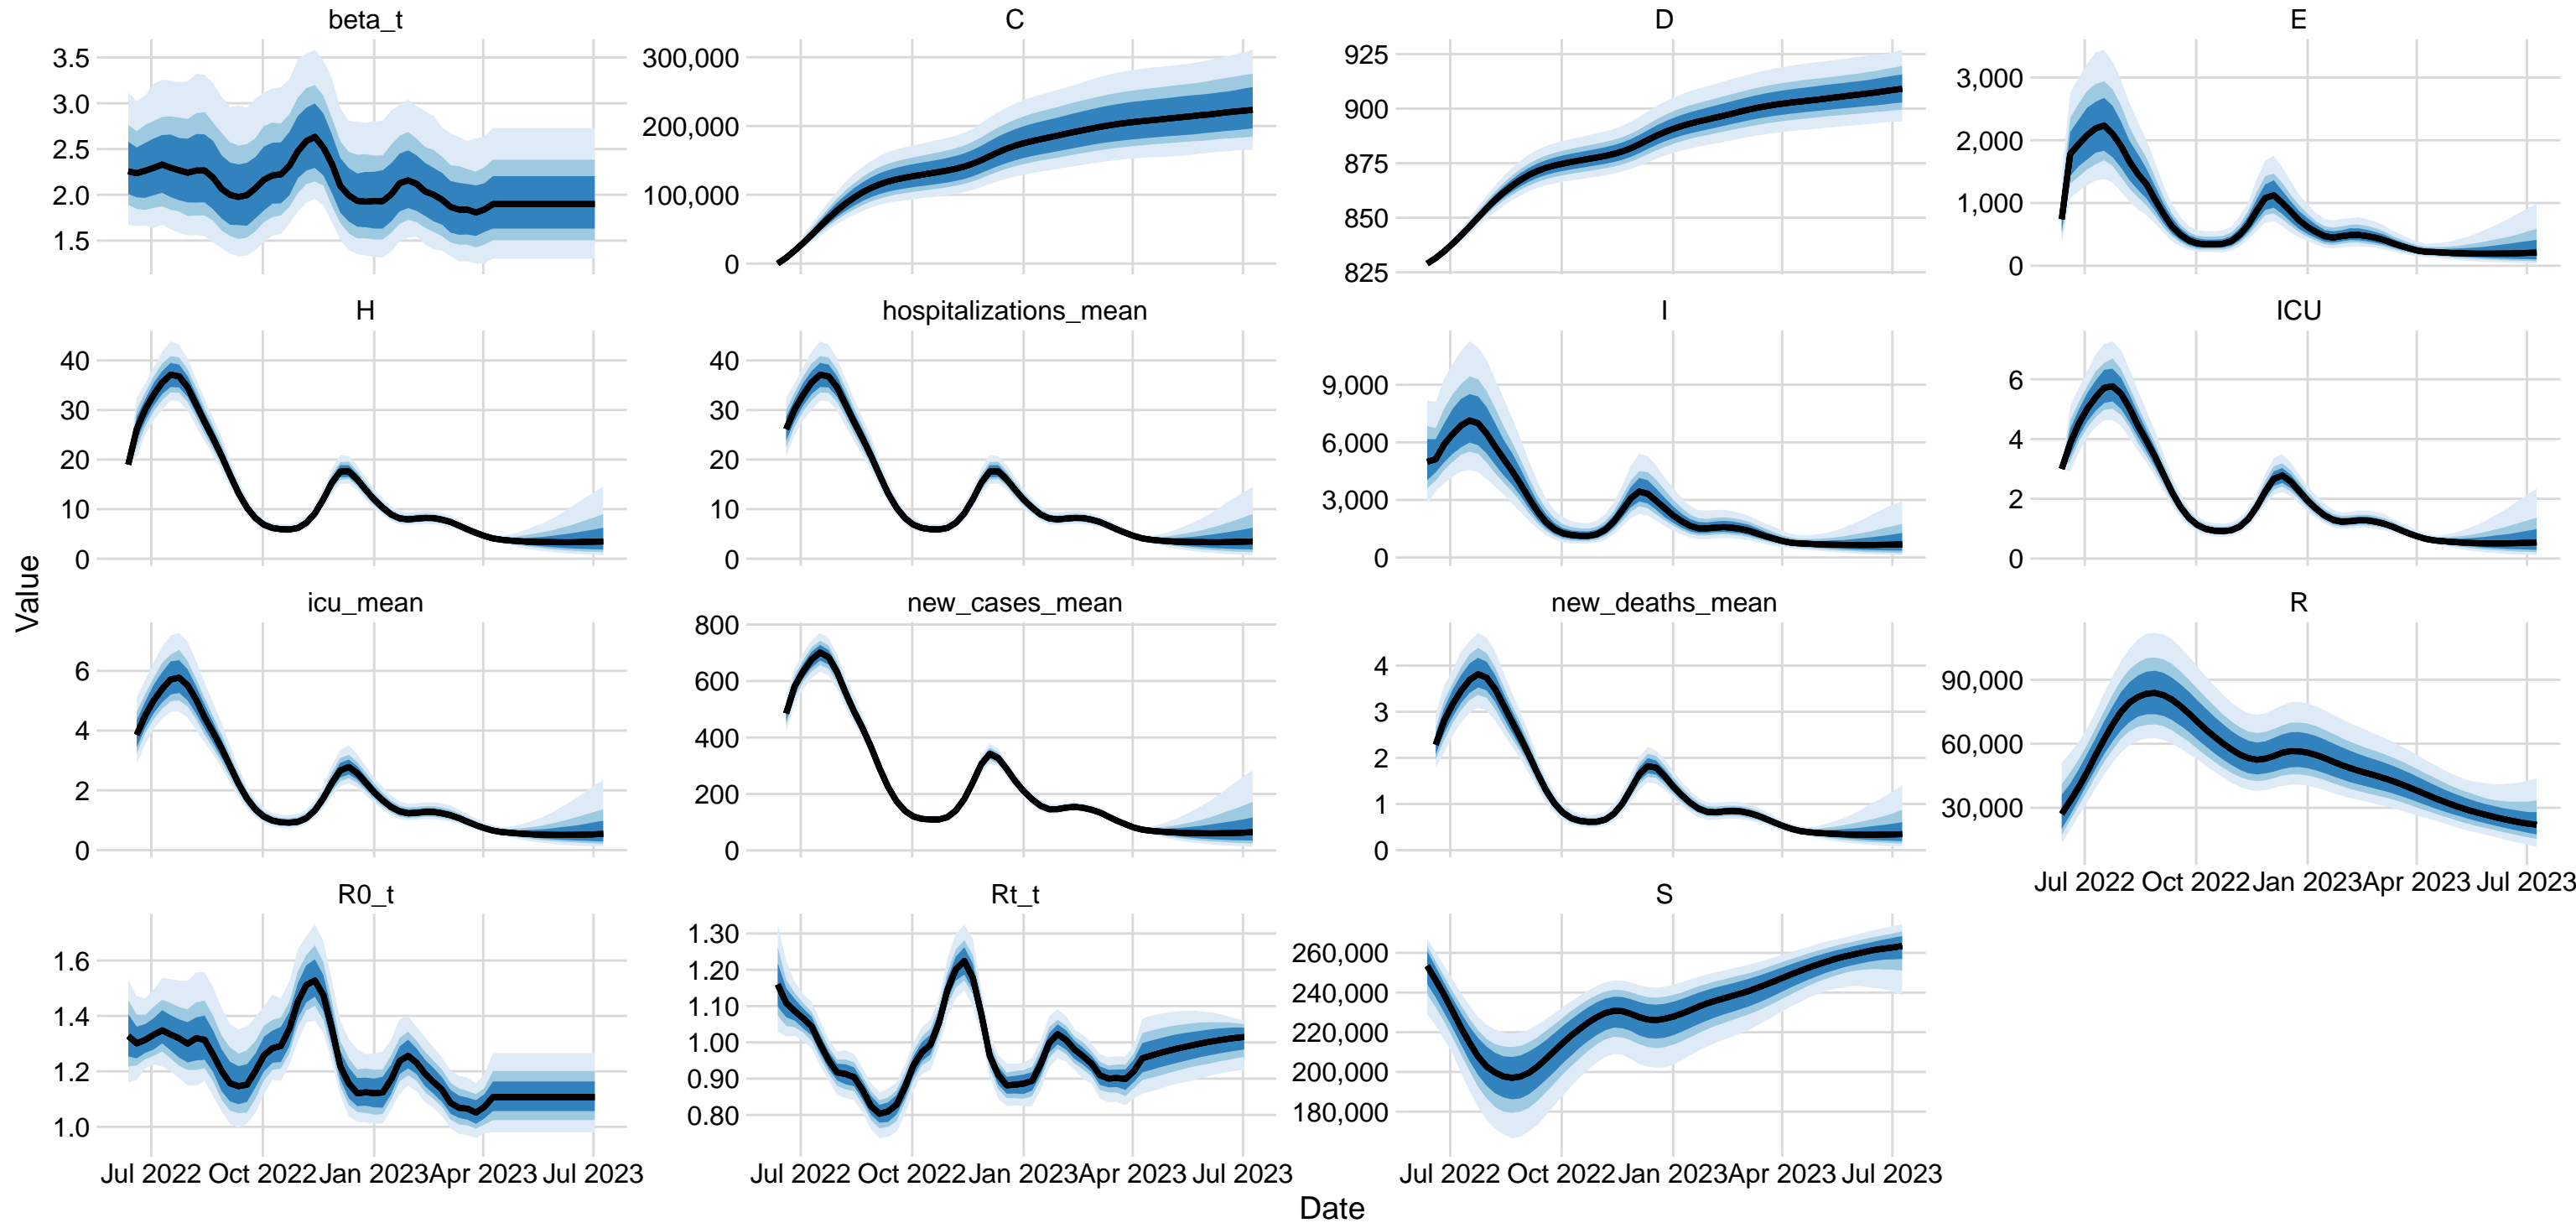 beta_t C D E
3.5 3.0 2.5 2.0 1.5
300,000 200,000 100,000 0
925 900 875 850 825
3,000 2,000 1,000 0
H hospitalizations_mean I ICU
40 30 20 10 0
40 30 20 10 0
9,000 6,000 3,000 0
6 4 2 0
Value
icu_mean new_cases_mean new_deaths_mean R
6 4 2 0
800 600 400 200 0
4 3 2 1 0
90,000 60,000 30,000
Jul 2022 Oct 2022 Jan 2023 Apr 2023 Jul 2023
R0_t Rt_t S
1.6 1.4 1.2 1.0
1.30 1.20 1.10 1.00 0.90 0.80
260,000 240,000 220,000 200,000 180,000
Jul 2022 Oct 2022 Jan 2023 Apr 2023 Jul 2023 Jul 2022 Oct 2022 Jan 2023 Apr 2023 Jul 2023 Jul 2022 Oct 2022 Jan 2023 Apr 2023 Jul 2023
Date